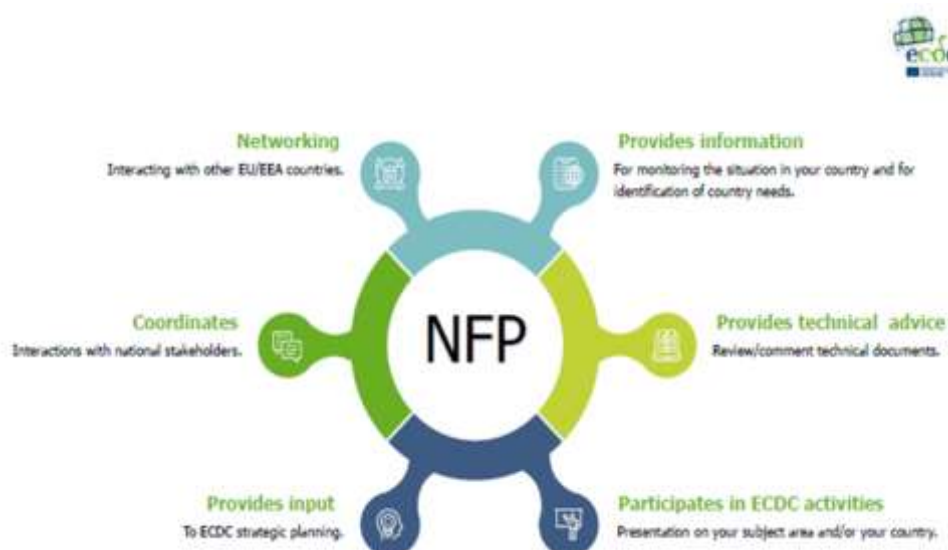 ecdc
Networking
Interacting with other EU/EEA countries.
Provides information
For monitoring the situation in your country and for
identification of country needs.
Coordinates
Interactions with national stakeholders.
NFP
Provides technical advice
Review/comment technical documents.
Provides input
To ECDC strategic planning.
Participates in ECDC activities
Presentation on your subject area and/or your country.